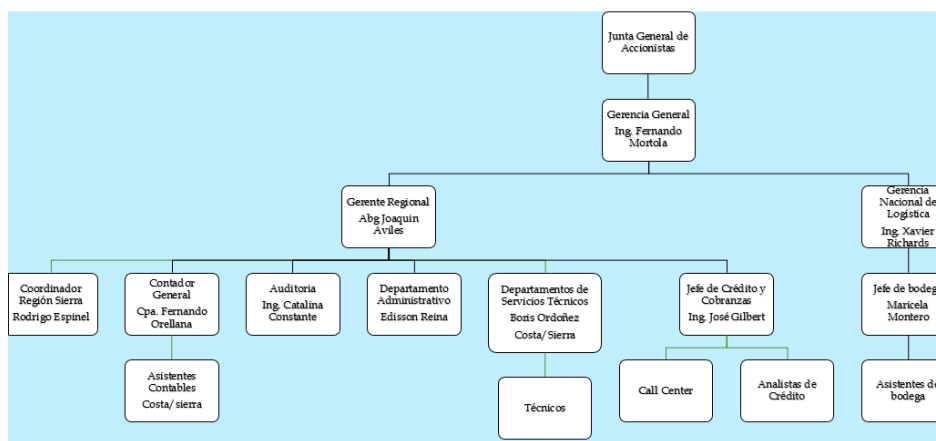 Junta General de
Accionistas
Gerencia General
Ing. Fernando
Mortola
Gerente Regional
Abg Joaquin
Aviles
Gerencia
Nacional de
Logística
Ing. Xavier
Richards
Coordinador
Región Sierra
Rodrigo Espinel
Contador
General
Cpa. Fernando
Orellana
Auditoria
Ing. Catalina
Constante
Departamento
Administrativo
Edisson Reina
Departamentos de
Servicios Técnicos
Boris Ordoñez
Costa/Sierra
Jefe de Crédito y
Cobranzas
Ing. José Gilbert
Jefe de bodega
Maricela
Montero
Asistentes
Contables
Costa/sierra
Técnicos
Call Center
Analistas de
Crédito
Asistentes de
bodega